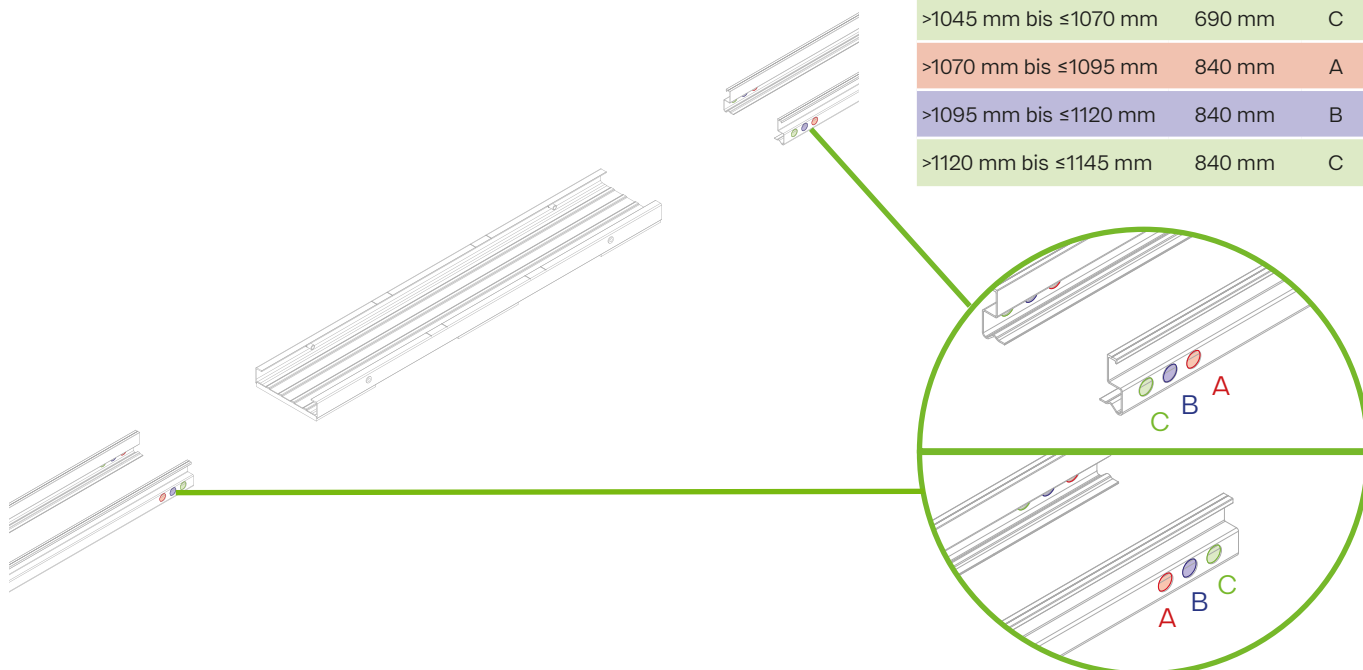 >1045 mm bis ≤1070 mm 690 mm C
>1070 mm bis ≤1095 mm 840 mm A
>1095 mm bis ≤1120 mm 840 mm B
>1120 mm bis ≤1145 mm 840 mm C
C B A
A B C